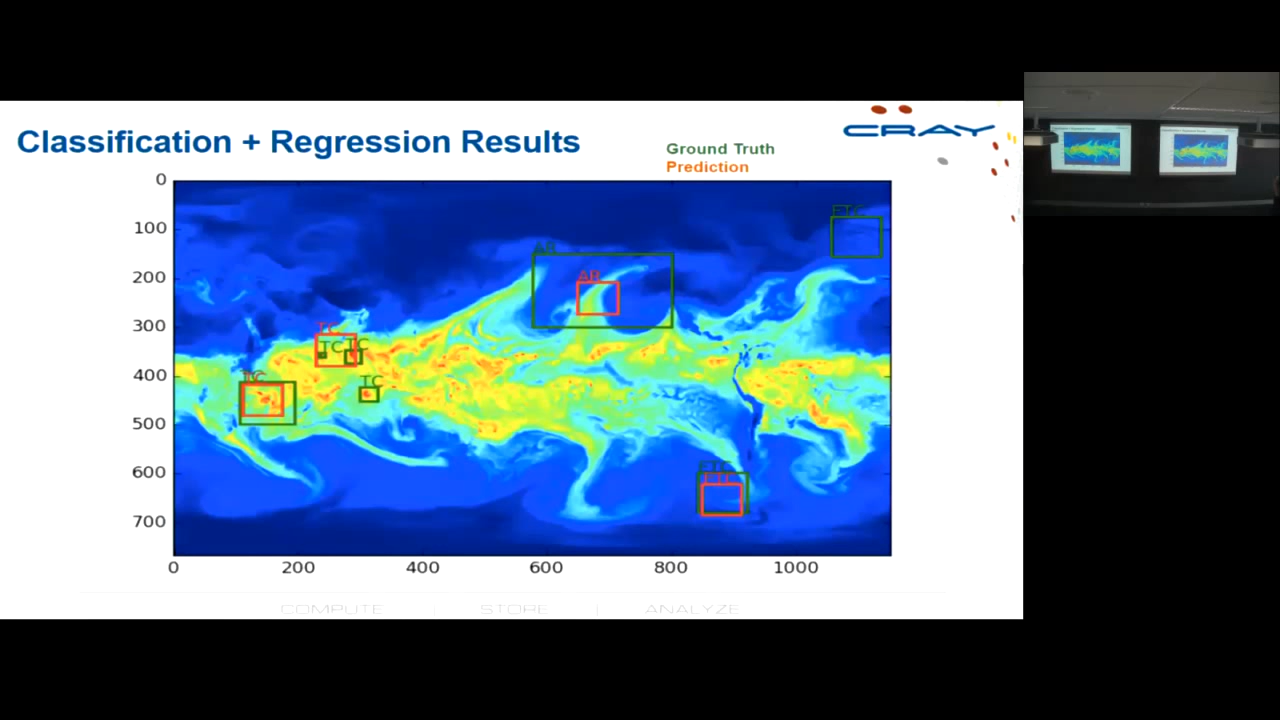 Classification + Regression Results
Ground Truth
Prediction
CRAY
0
100
200
300
400
500
600
700
0
200
400
600
800
1000
ETC
AR
AR
TC
TC
TC
TC
TC
ETC
ETC
COMPUTE | STORE | ANALYZE